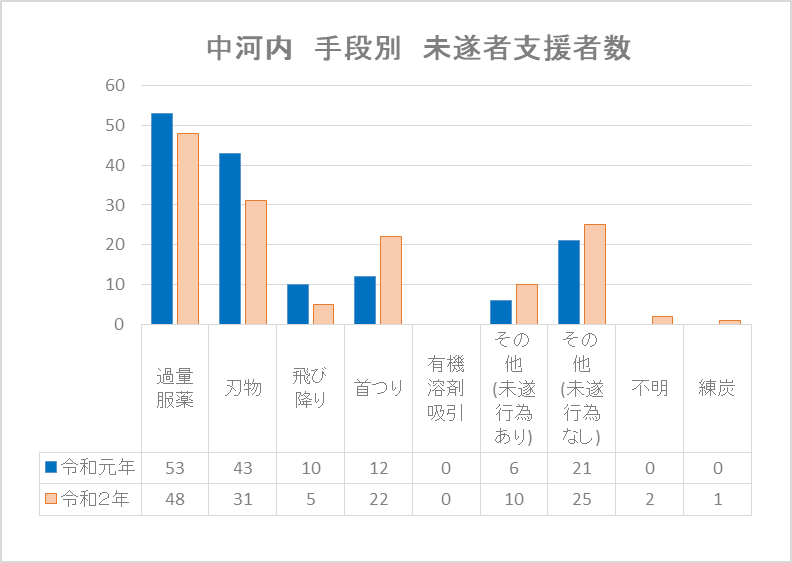 中河内　手段別　未遂者支援者数
60
50
40
30
20
10
0
過量
服薬
刃物
飛び
降り
首つり
有機
溶剤
吸引
その
他
(未遂
行為
あり)
その
他
(未遂
行為
なし)
不明
練炭
令和元年 53 43 10 12 0 6 21 0 0
令和２年 48 31 5 22 0 10 25 2 1